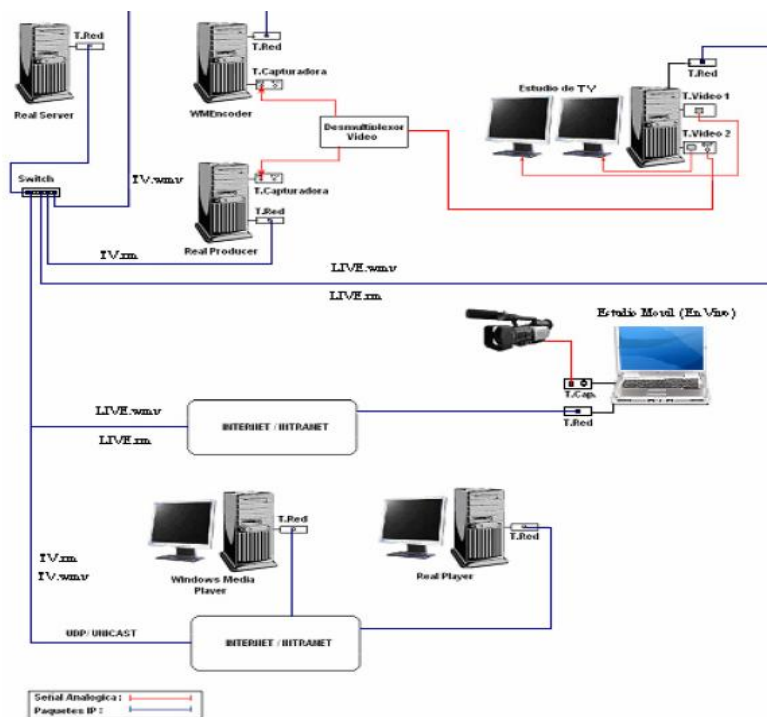 T.Red
Real Server
T.Red
T.Capturadora
WMEncoder
Desmultiplexor
Video
Estudio de TV
T.Red
T.Video 1
T.Video 2
Switch
TV.wmv
T.Capturadora
T.Red
Real Producer
TV.rm
LIVE.wmv
LIVE.rm
Estudio Movil (En Vivo)
T.Cap.
T.Red
LIVE.wmv
LIVE.rm
INTERNET / INTRANET
T.Red
Windows Media
Player
T.Red
Real Player
TV.rm
TV.wmv
UDP/ UNICAST
INTERNET / INTRANET
Señal Analogica :
Paquetes IP :